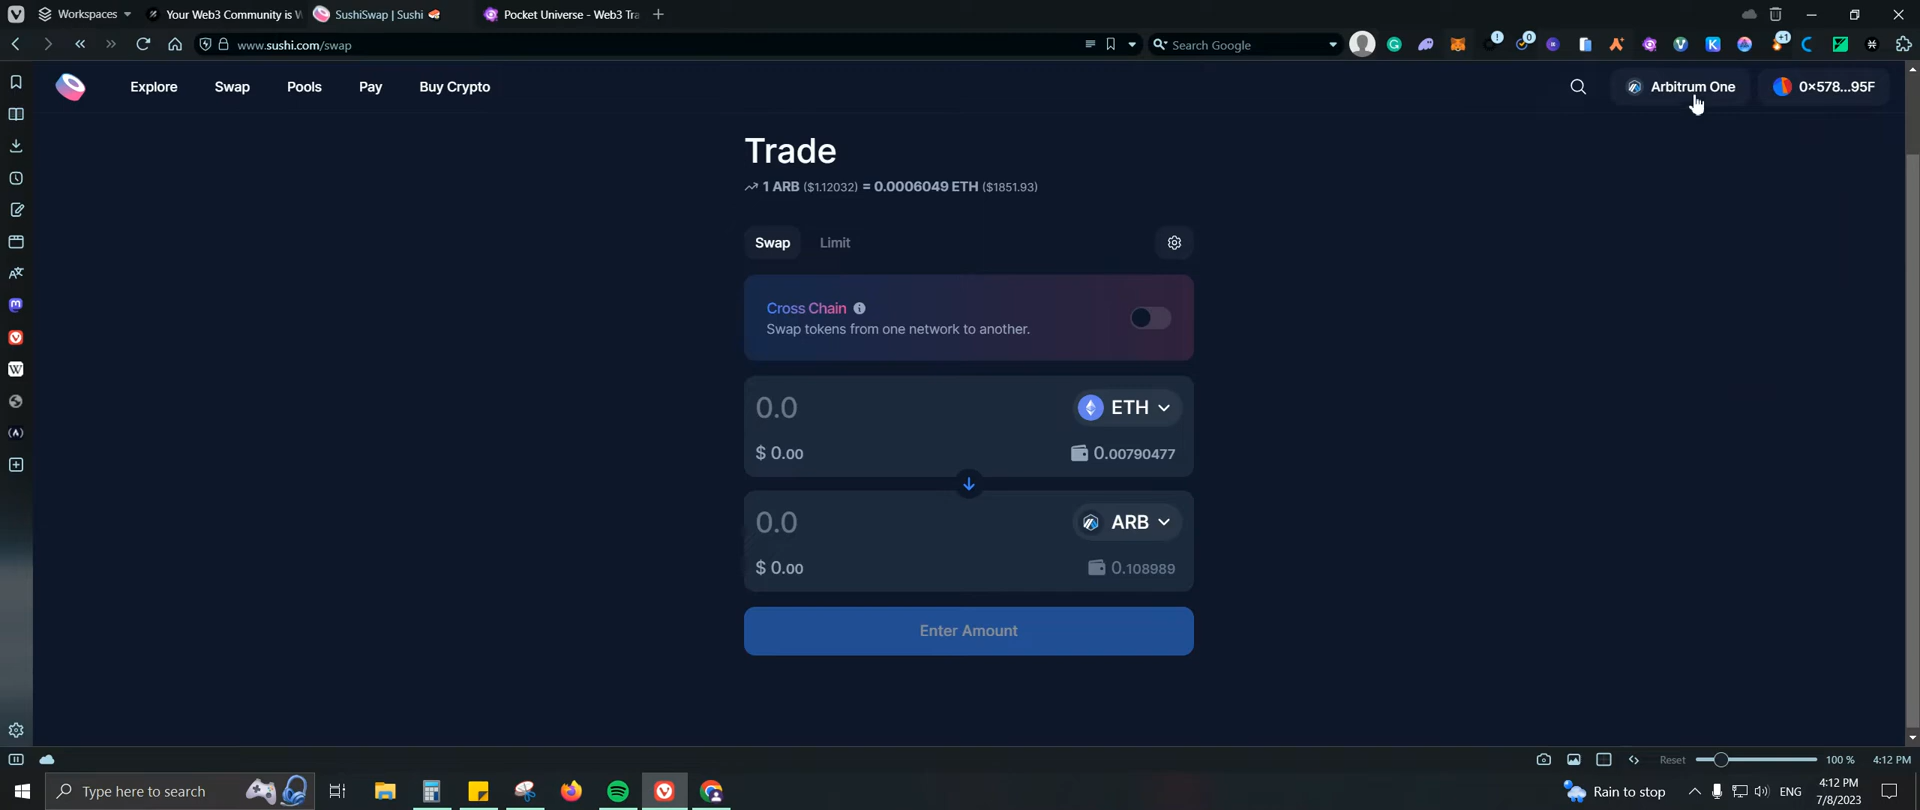 Workspaces
Your Web3 Community is W
SushiSwap | Sushi
Pocket Universe - Web3 Tra
www.sushi.com/swap
Search Google
Explore
Swap
Pools
Pay
Buy Crypto
Arbitrum One
0x578...95F
Trade
1 ARB ($1.12032) = 0.0006049 ETH ($1851.93)
Swap
Limit
Cross Chain
Swap tokens from one network to another.
0.0
ETH
$ 0.00
0.00790477
0.0
ARB
$ 0.00
0.108989
Enter Amount
Reset
100 %
4:12 PM
Type here to search
Rain to stop
ENG
4:12 PM
7/8/2023